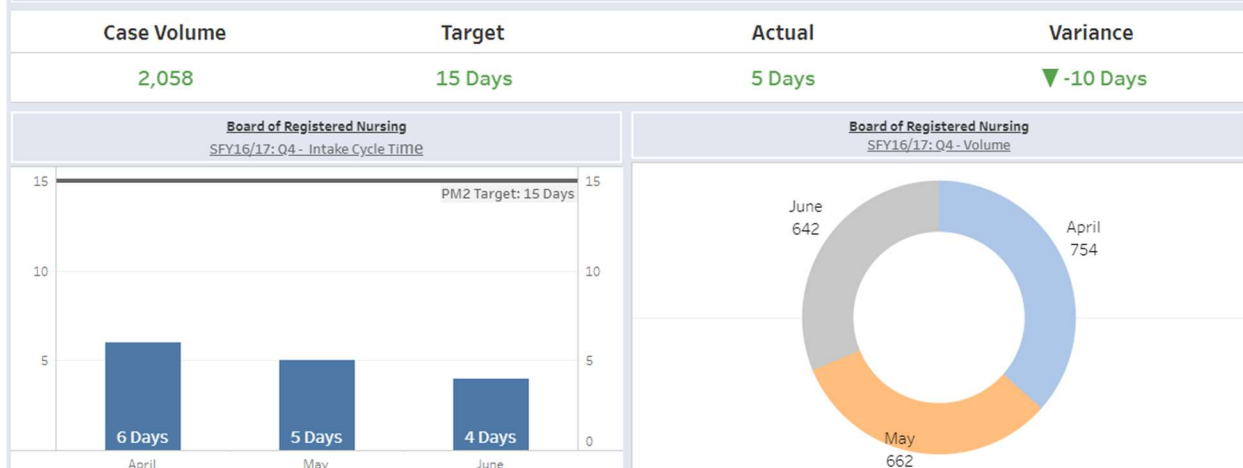 Case Volume Target Actual Variance
2,058 15 Days 5 Days ▼ -10 Days
Board of Registered Nursing
SFY16/17: Q4 - Intake Cycle Time
15 15
PM2 Target: 15 Days
10 10
5 5
0
6 Days 5 Days 4 Days
April May June
Board of Registered Nursing
SFY16/17: Q4 - Volume
June
642
April
754
May
662